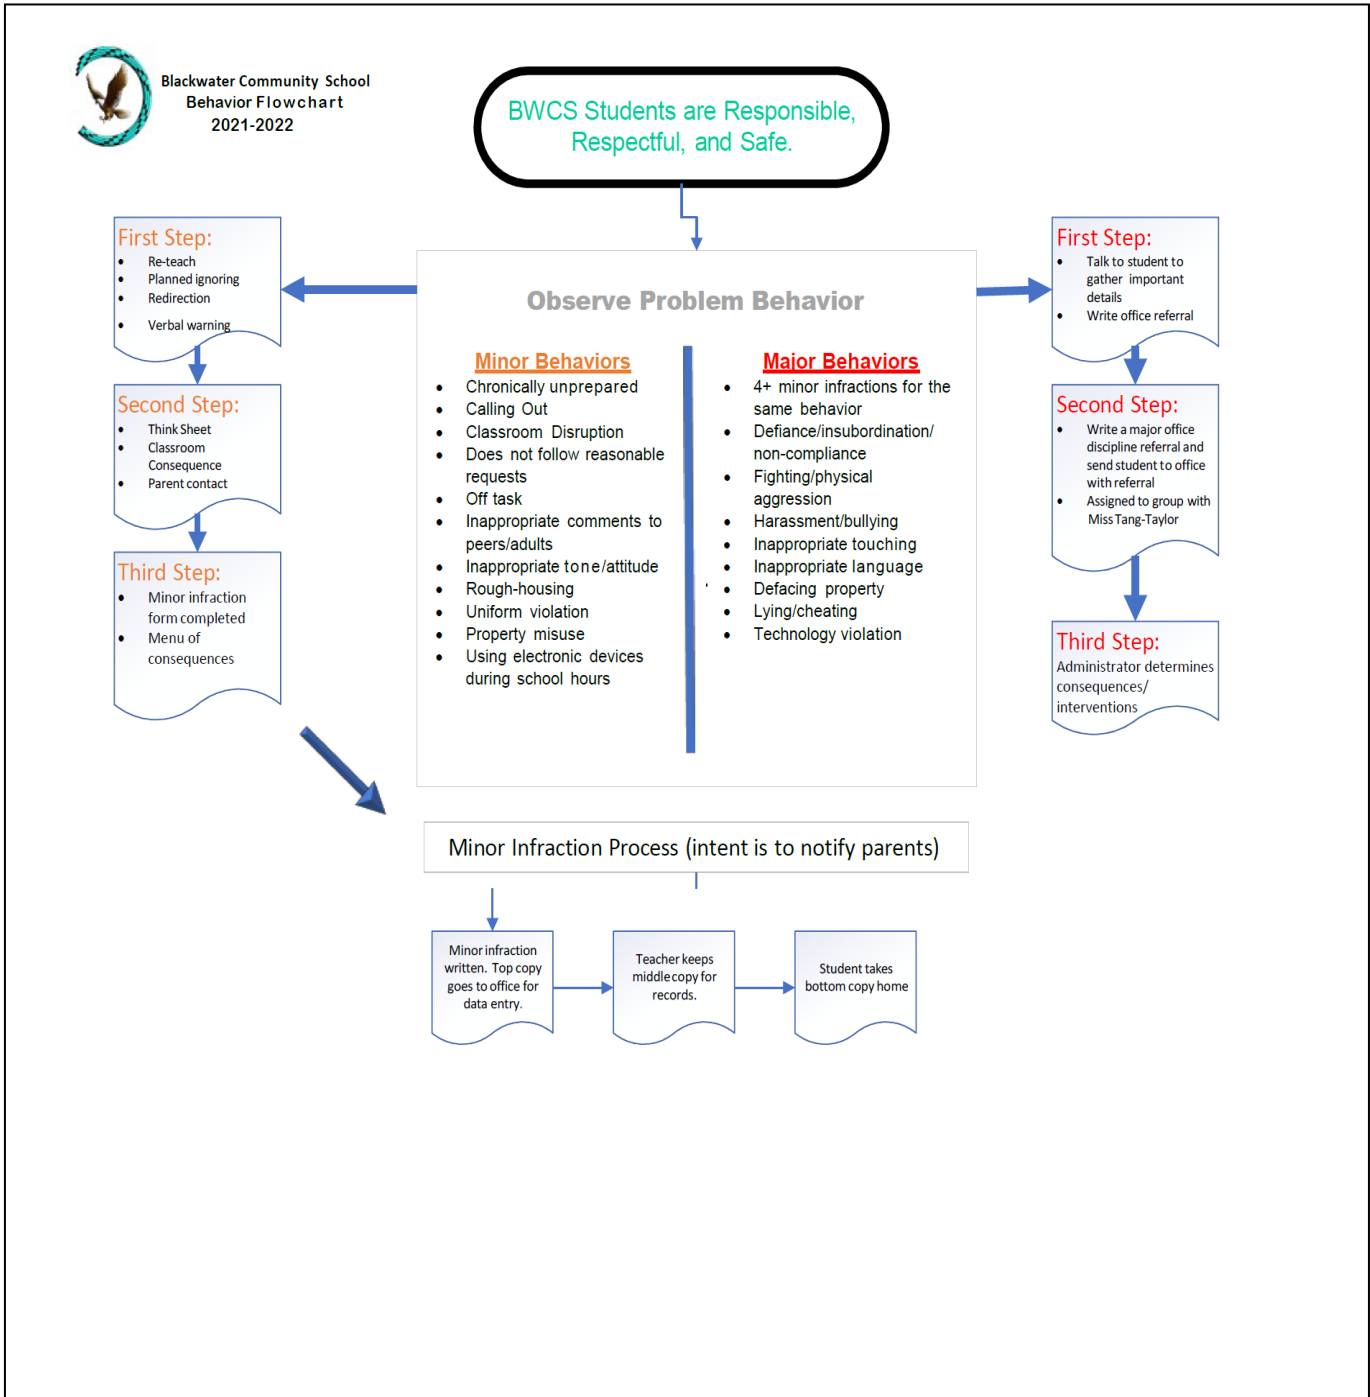 Blackwater Community School
Behavior Flowchart
2021-2022
BWCS Students are Responsible,
Respectful, and Safe.
First Step:
• Re-teach
• Planned ignoring
• Redirection
• Verbal warning
Second Step:
• Think Sheet
• Classroom
Consequence
• Parent contact
Third Step:
• Minor infraction
form completed
• Menu of
consequences
Observe Problem Behavior
Minor Behaviors
• Chronically unprepared
• Calling Out
• Classroom Disruption
• Does not follow reasonable
requests
• Off task
• Inappropriate comments to
peers/adults
• Inappropriate tone/attitude
• Rough-housing
• Uniform violation
• Property misuse
• Using electronic devices
during school hours
Major Behaviors
• 4+ minor infractions for the
same behavior
• Defiance/insubordination/
non-compliance
• Fighting/physical
aggression
• Harassment/bullying
• Inappropriate touching
• Inappropriate language
• Defacing property
• Lying/cheating
• Technology violation
First Step:
• Talk to student to
gather important
details
• Write office referral
Second Step:
• Write a major office
discipline referral and
send student to office
with referral
• Assigned to group with
Miss Tang-Taylor
Third Step:
Administrator determines
consequences/
interventions
Minor Infraction Process (intent is to notify parents)
Minor infraction
written. Top copy
goes to office for
data entry.
Teacher keeps
middle copy for
records.
Student takes
bottom copy home